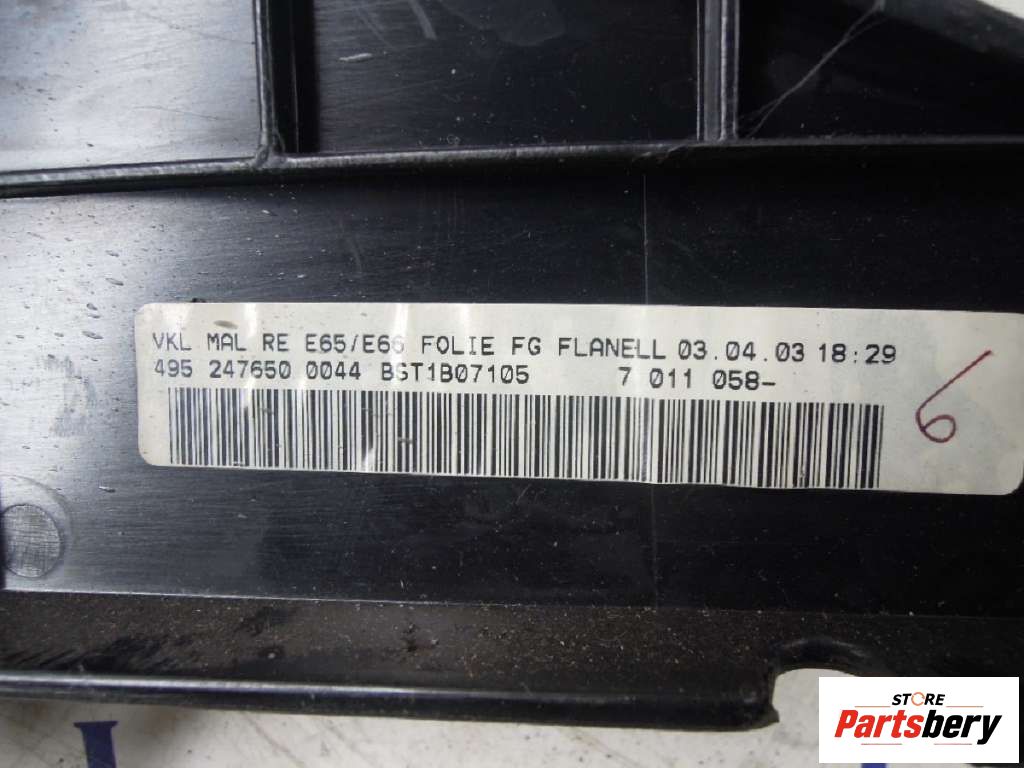 VKL MAL RE E65/E66 FOLIE FG FLANELL 03.04.03 18:29
495 247650 0044 BST1B07105 7 011 058-
6
STORE
Partsbery